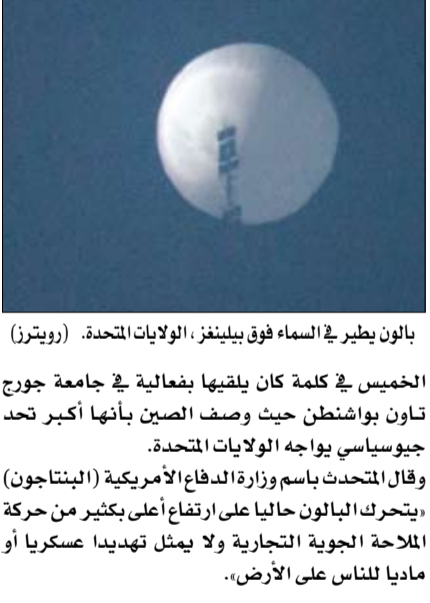 بالون يطير في السماء فوق بيلينغز ، الولايات المتحدة. (رويترز)
الخميس في كلمة كان يلقيها بفعالية في جامعة جورج
تاون بواشنطن حيث وصف الصين بأنها أكبر تحد
جيوسياسي يواجه الولايات المتحدة.
وقال المتحدث باسم وزارة الدفاع الأمريكية (البنتاجون)
«يتحرك البالون حاليا على ارتفاع أعلى بكثير من حركة
الملاحة الجوية التجارية ولا يمثل تهديدا عسكريا أو
ماديا للناس على الأرض».